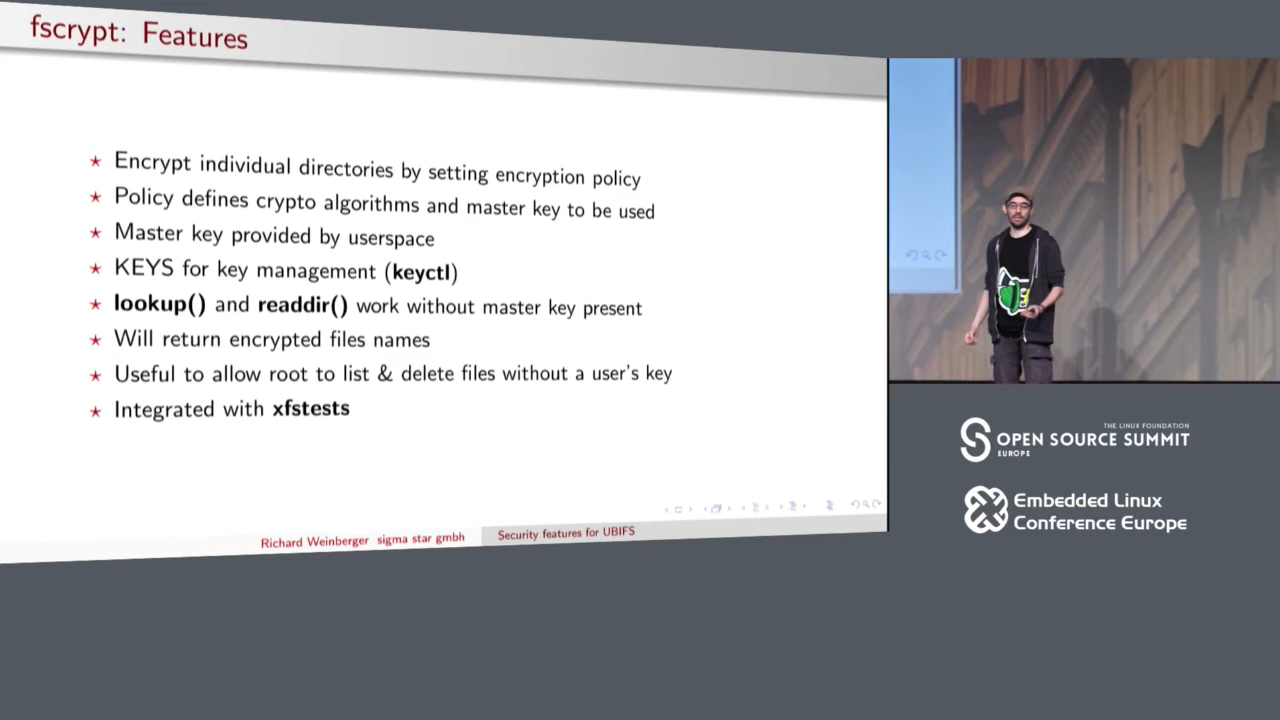 fscrypt: Features
Encrypt individual directories by setting encryption policy
Policy defines crypto algorithms and master key to be used
Master key provided by userspace
KEYS for key management (keyctl)
lookup() and readdir() work without master key present
Will return encrypted files names
Useful to allow root to list & delete files without a user's key
Integrated with xfstests
Richard Weinberger sigma star gmbh
Security features for UBIFS
THE LINUX FOUNDATION
OPEN SOURCE SUMMIT
EUROPE
Embedded Linux
Conference Europe